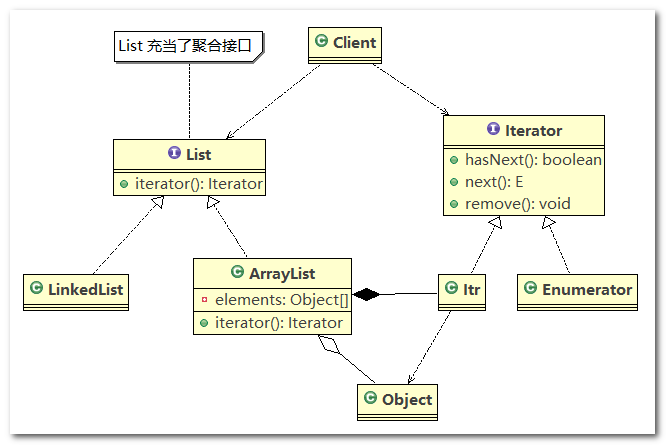 List 充当了聚合接口
C Client
I List
iterator(): Iterator
I Iterator
hasNext(): boolean
next(): E
remove(): void
C LinkedList
C ArrayList
elements: Object[]
iterator(): Iterator
C Itr
C Enumerator
C Object